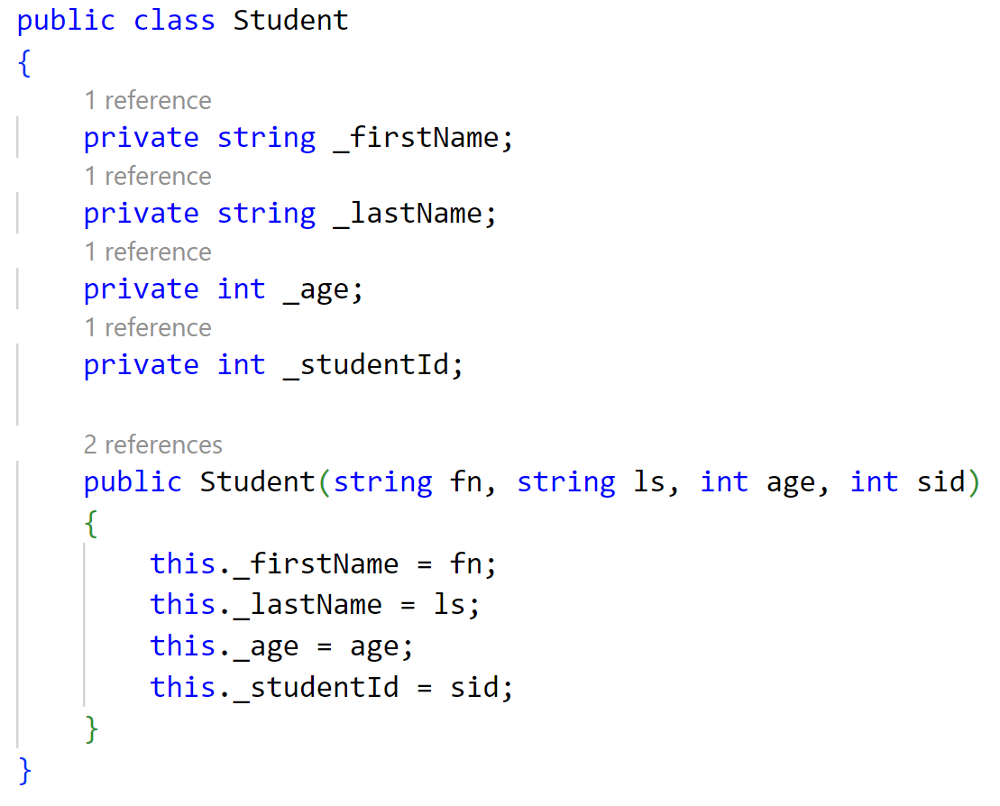 public class Student
{
1 reference
private string _firstName;
1 reference
private string _lastName;
1 reference
private int _age;
1 reference
private int _studentId;
2 references
public Student(string fn, string ls, int age, int sid)
{
this._firstName = fn;
this._lastName = ls;
this._age = age;
this._studentId = sid;
}
}